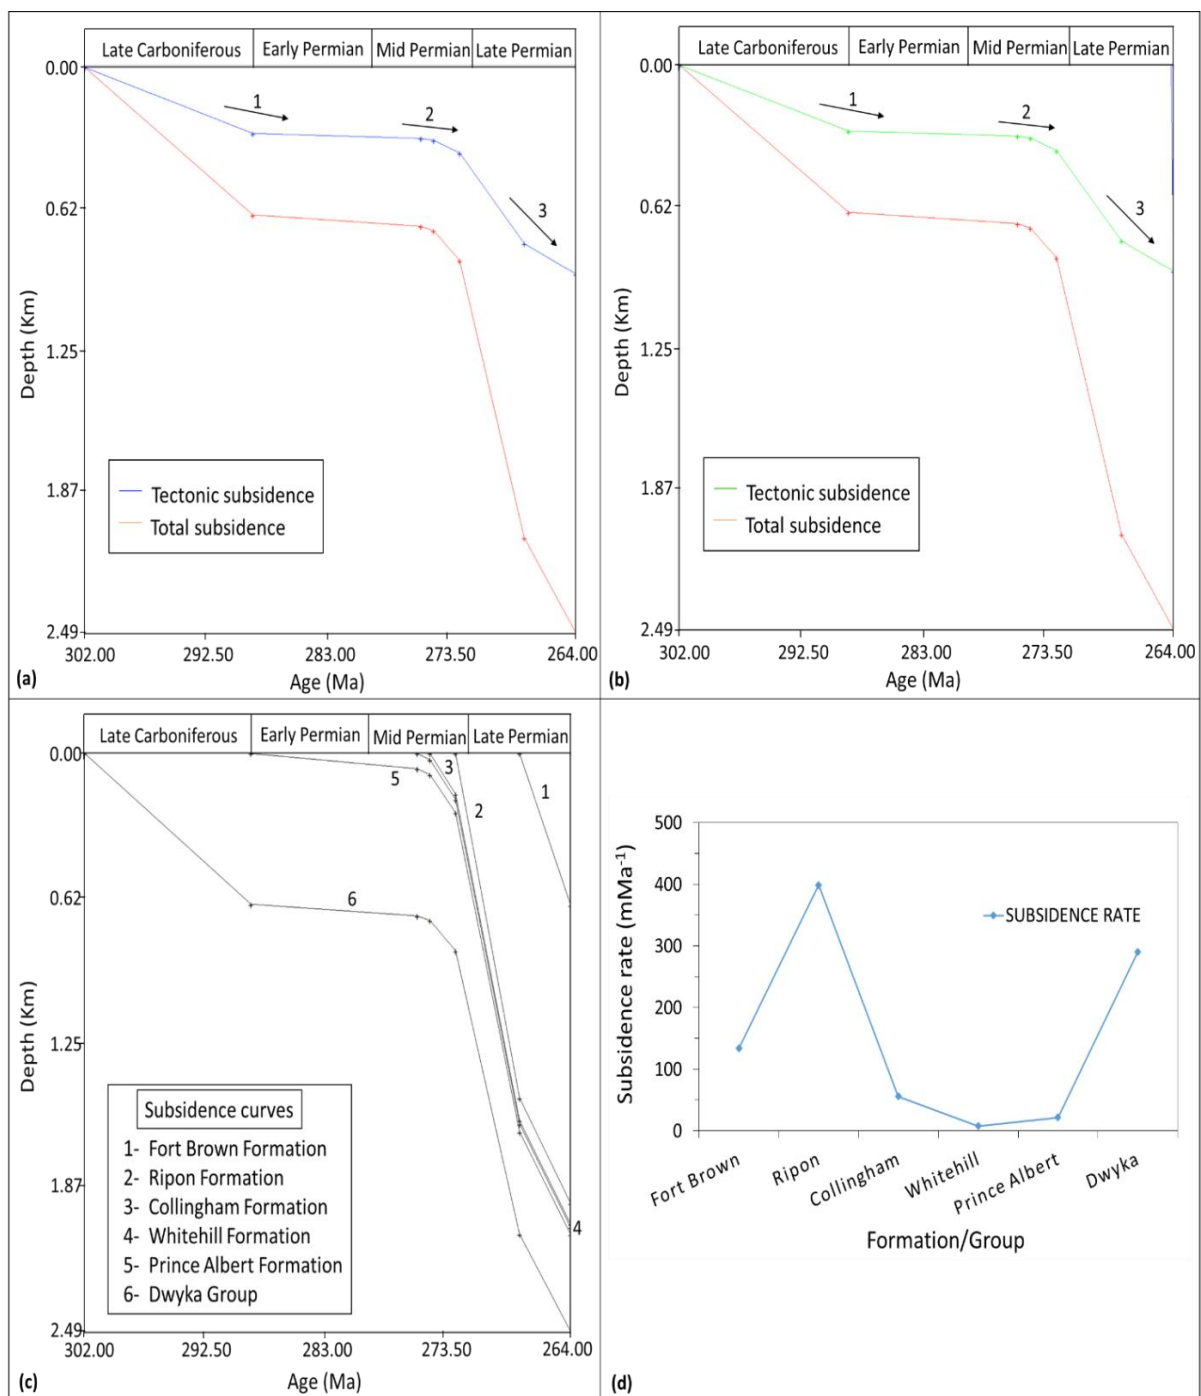 Late Carboniferous Early Permian Mid Permian Late Permian
0.00
0.62
1.25
1.87
2.49
Depth (Km)
1
2
3
Tectonic subsidence
Total subsidence
302.00 292.50 283.00 273.50 264.00
Age (Ma)
(a)
Late Carboniferous Early Permian Mid Permian Late Permian
0.00
0.62
1.25
1.87
2.49
Depth (Km)
1
2
3
Tectonic subsidence
Total subsidence
302.00 292.50 283.00 273.50 264.00
Age (Ma)
(b)
Late Carboniferous Early Permian Mid Permian Late Permian
0.00
0.62
1.25
1.87
2.49
Depth (Km)
3
5
1
2
6
4
Subsidence curves
1- Fort Brown Formation
2- Ripon Formation
3- Collingham Formation
4- Whitehill Formation
5- Prince Albert Formation
6- Dwyka Group
302.00 292.50 283.00 273.50 264.00
Age (Ma)
(c)
500
400
300
200
100
0
Subsidence rate (mMa⁻¹)
SUBSIDENCE RATE
Fort Brown Ripon Collingham Whitehill Prince Albert Dwyka
Formation/Group
(d)